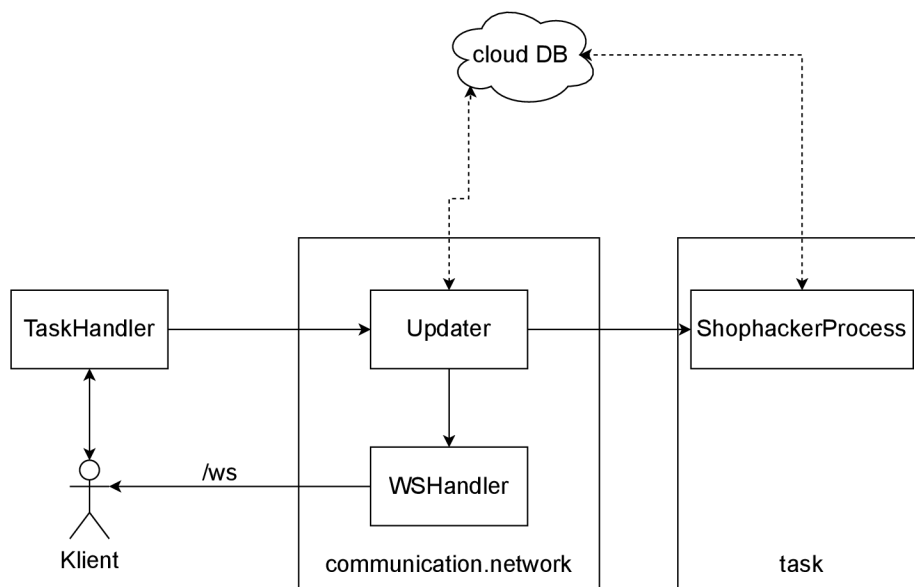 cloud DB
TaskHandler
Updater
ShophackerProcess
/ws
WSHandler
Klient
communication.network
task